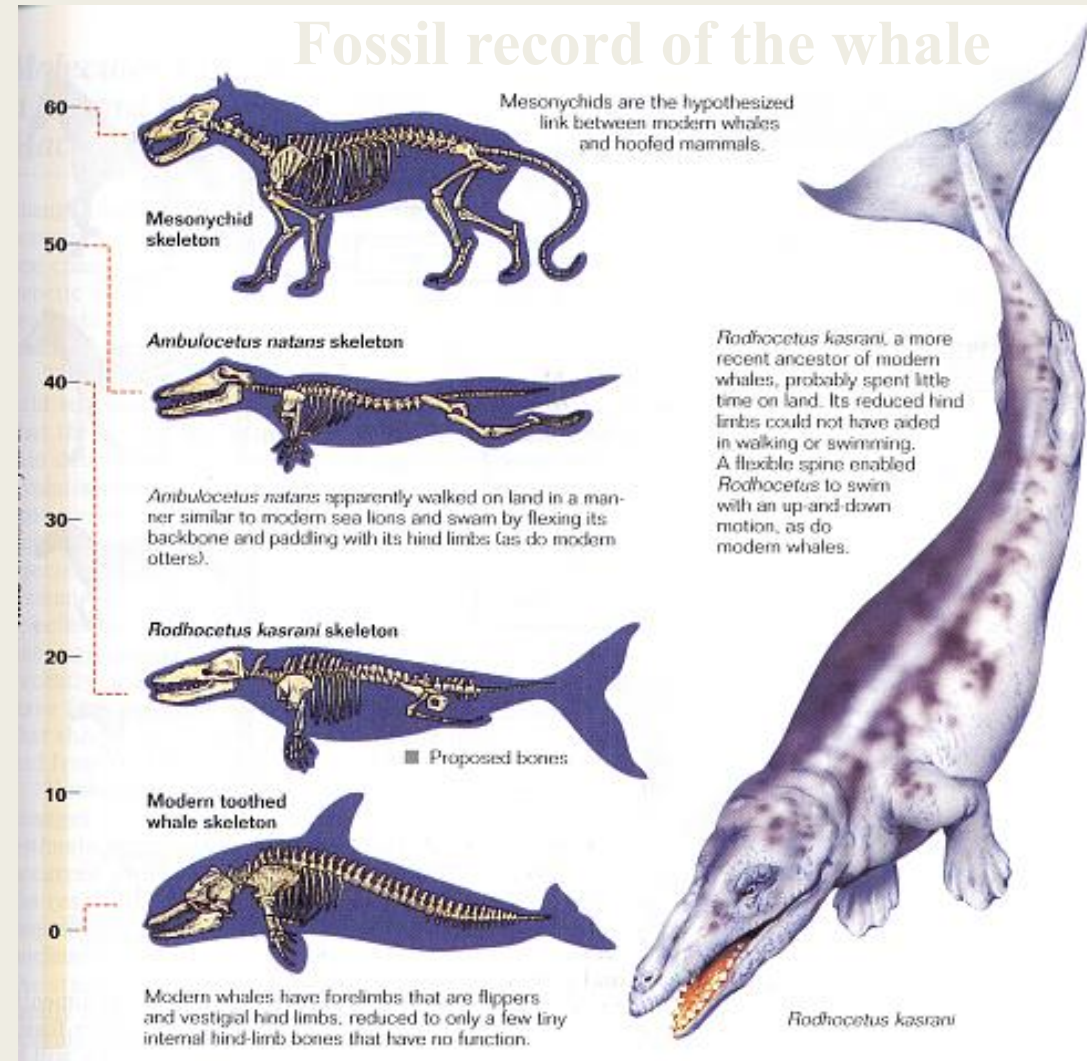 Fossil record of the whale
60
Mesonychids are the hypothesized
link between modern whales
and hoofed mammals.
Mesonychid
skeleton
50
Ambulocetus natans skeleton
40
Ambulocetus natans apparently walked on land in a man-
ner similar to modern sea lions and swam by flexing its
backbone and paddling with its hind limbs (as do modern
otters).
30
Rodhocetus kasrani, a more
recent ancestor of modern
whales, probably spent little
time on land. Its reduced hind
limbs could not have aided
in walking or swimming.
A flexible spine enabled
Rodhocetus to swim
with an up-and-down
motion, as do
modern whales.
Rodhocetus kasrani skeleton
20
Proposed bones
10
Modern toothed
whale skeleton
0
Modern whales have forelimbs that are flippers
and vestigial hind limbs, reduced to only a few tiny
internal hind-limb bones that have no function.
Rodhocetus kasrani